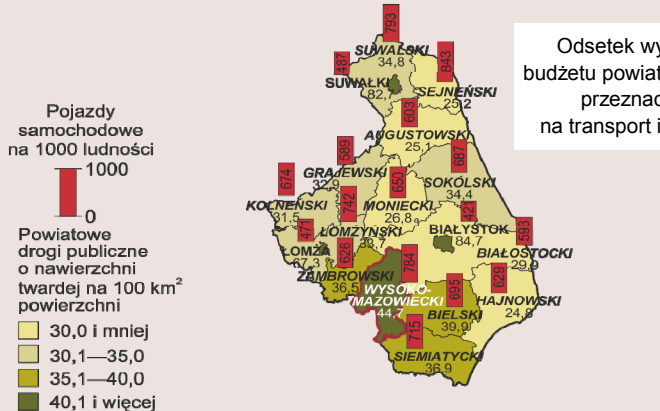 Odsetek wy
budżetu powiat
przeznac
na transport i
Pojazdy
samochodowe
na 1000 ludności
1000
0
Powiatowe
drogi publiczne
o nawierzchni
twardej na 100 km²
powierzchni
30,0 i mniej
30,1—35,0
35,1—40,0
40,1 i więcej
793
SUWALSKI
34,8
487
SUWAŁKI
82,7
843
SEJNEŃSKI
25,2
603
AUGUSTOWSKI
25,1
589
GRAJEWSKI
32,9
687
SOKÓLSKI
34,4
674
KOLNEŃSKI
31,5
650
MONIECKI
26,8
742
ŁOMŻYŃSKI
33,7
471
ŁOMŻA
67,3
421
BIAŁYSTOK
84,7
593
BIAŁOSTOCKI
29,9
626
ZAMBROWSKI
36,5
784
WYSOKO-
MAZOWIECKI
44,7
695
BIELSKI
39,9
629
HAJNOWSKI
24,8
715
SIEMIATYCKI
36,9